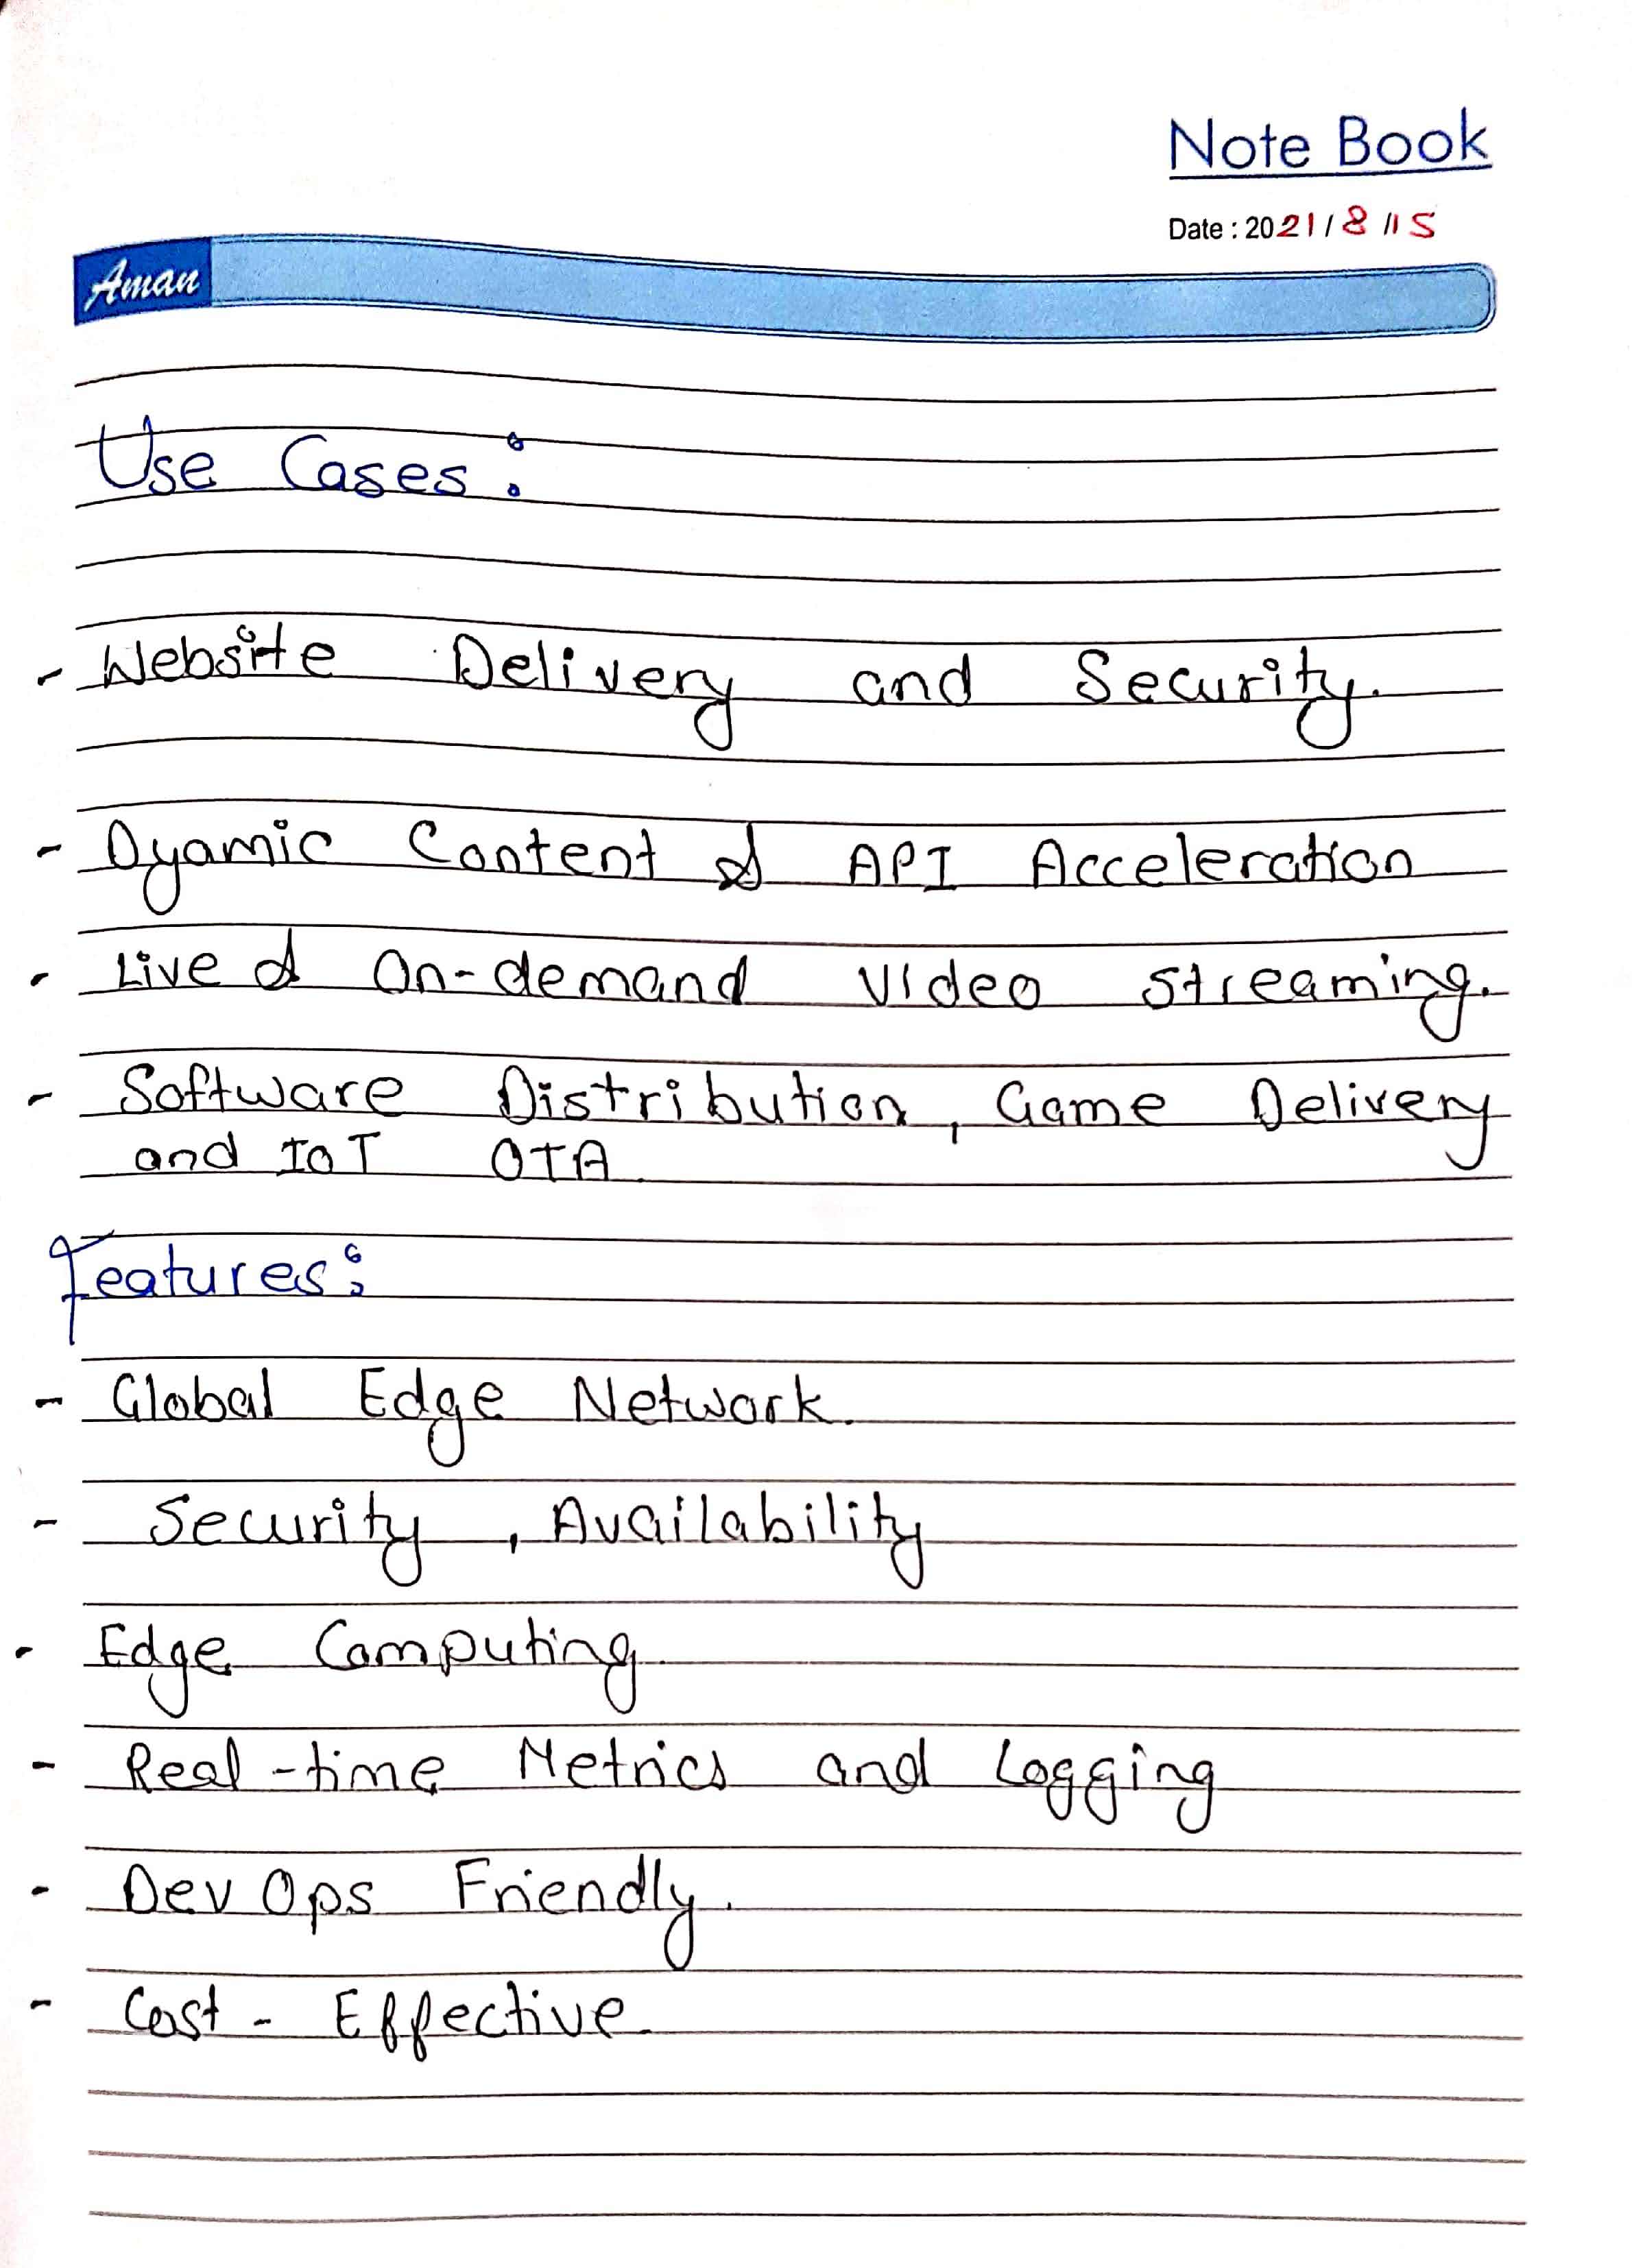 Note Book
Date : 2021/8/15
Aman
Use Cases:
- Website Delivery and Security.
- Dyamic Content & API Acceleration
- Live & On-demand Video streaming.
- Software Distribution, Game Delivery
and IoT OTA
Features:
- Global Edge Network.
- Security, Availability
- Edge Computing
- Real-time Metrics and Logging
- DevOps Friendly.
- Cost-Effective